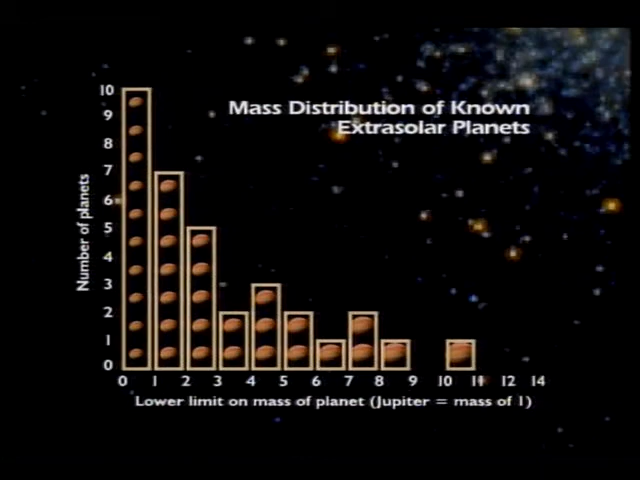 Mass Distribution of Known
Extrasolar Planets
Number of planets
10
9
8
7
6
5
4
3
2
1
0
0 1 2 3 4 5 6 7 8 9 10 11 12 14
Lower limit on mass of planet (Jupiter = mass of 1)